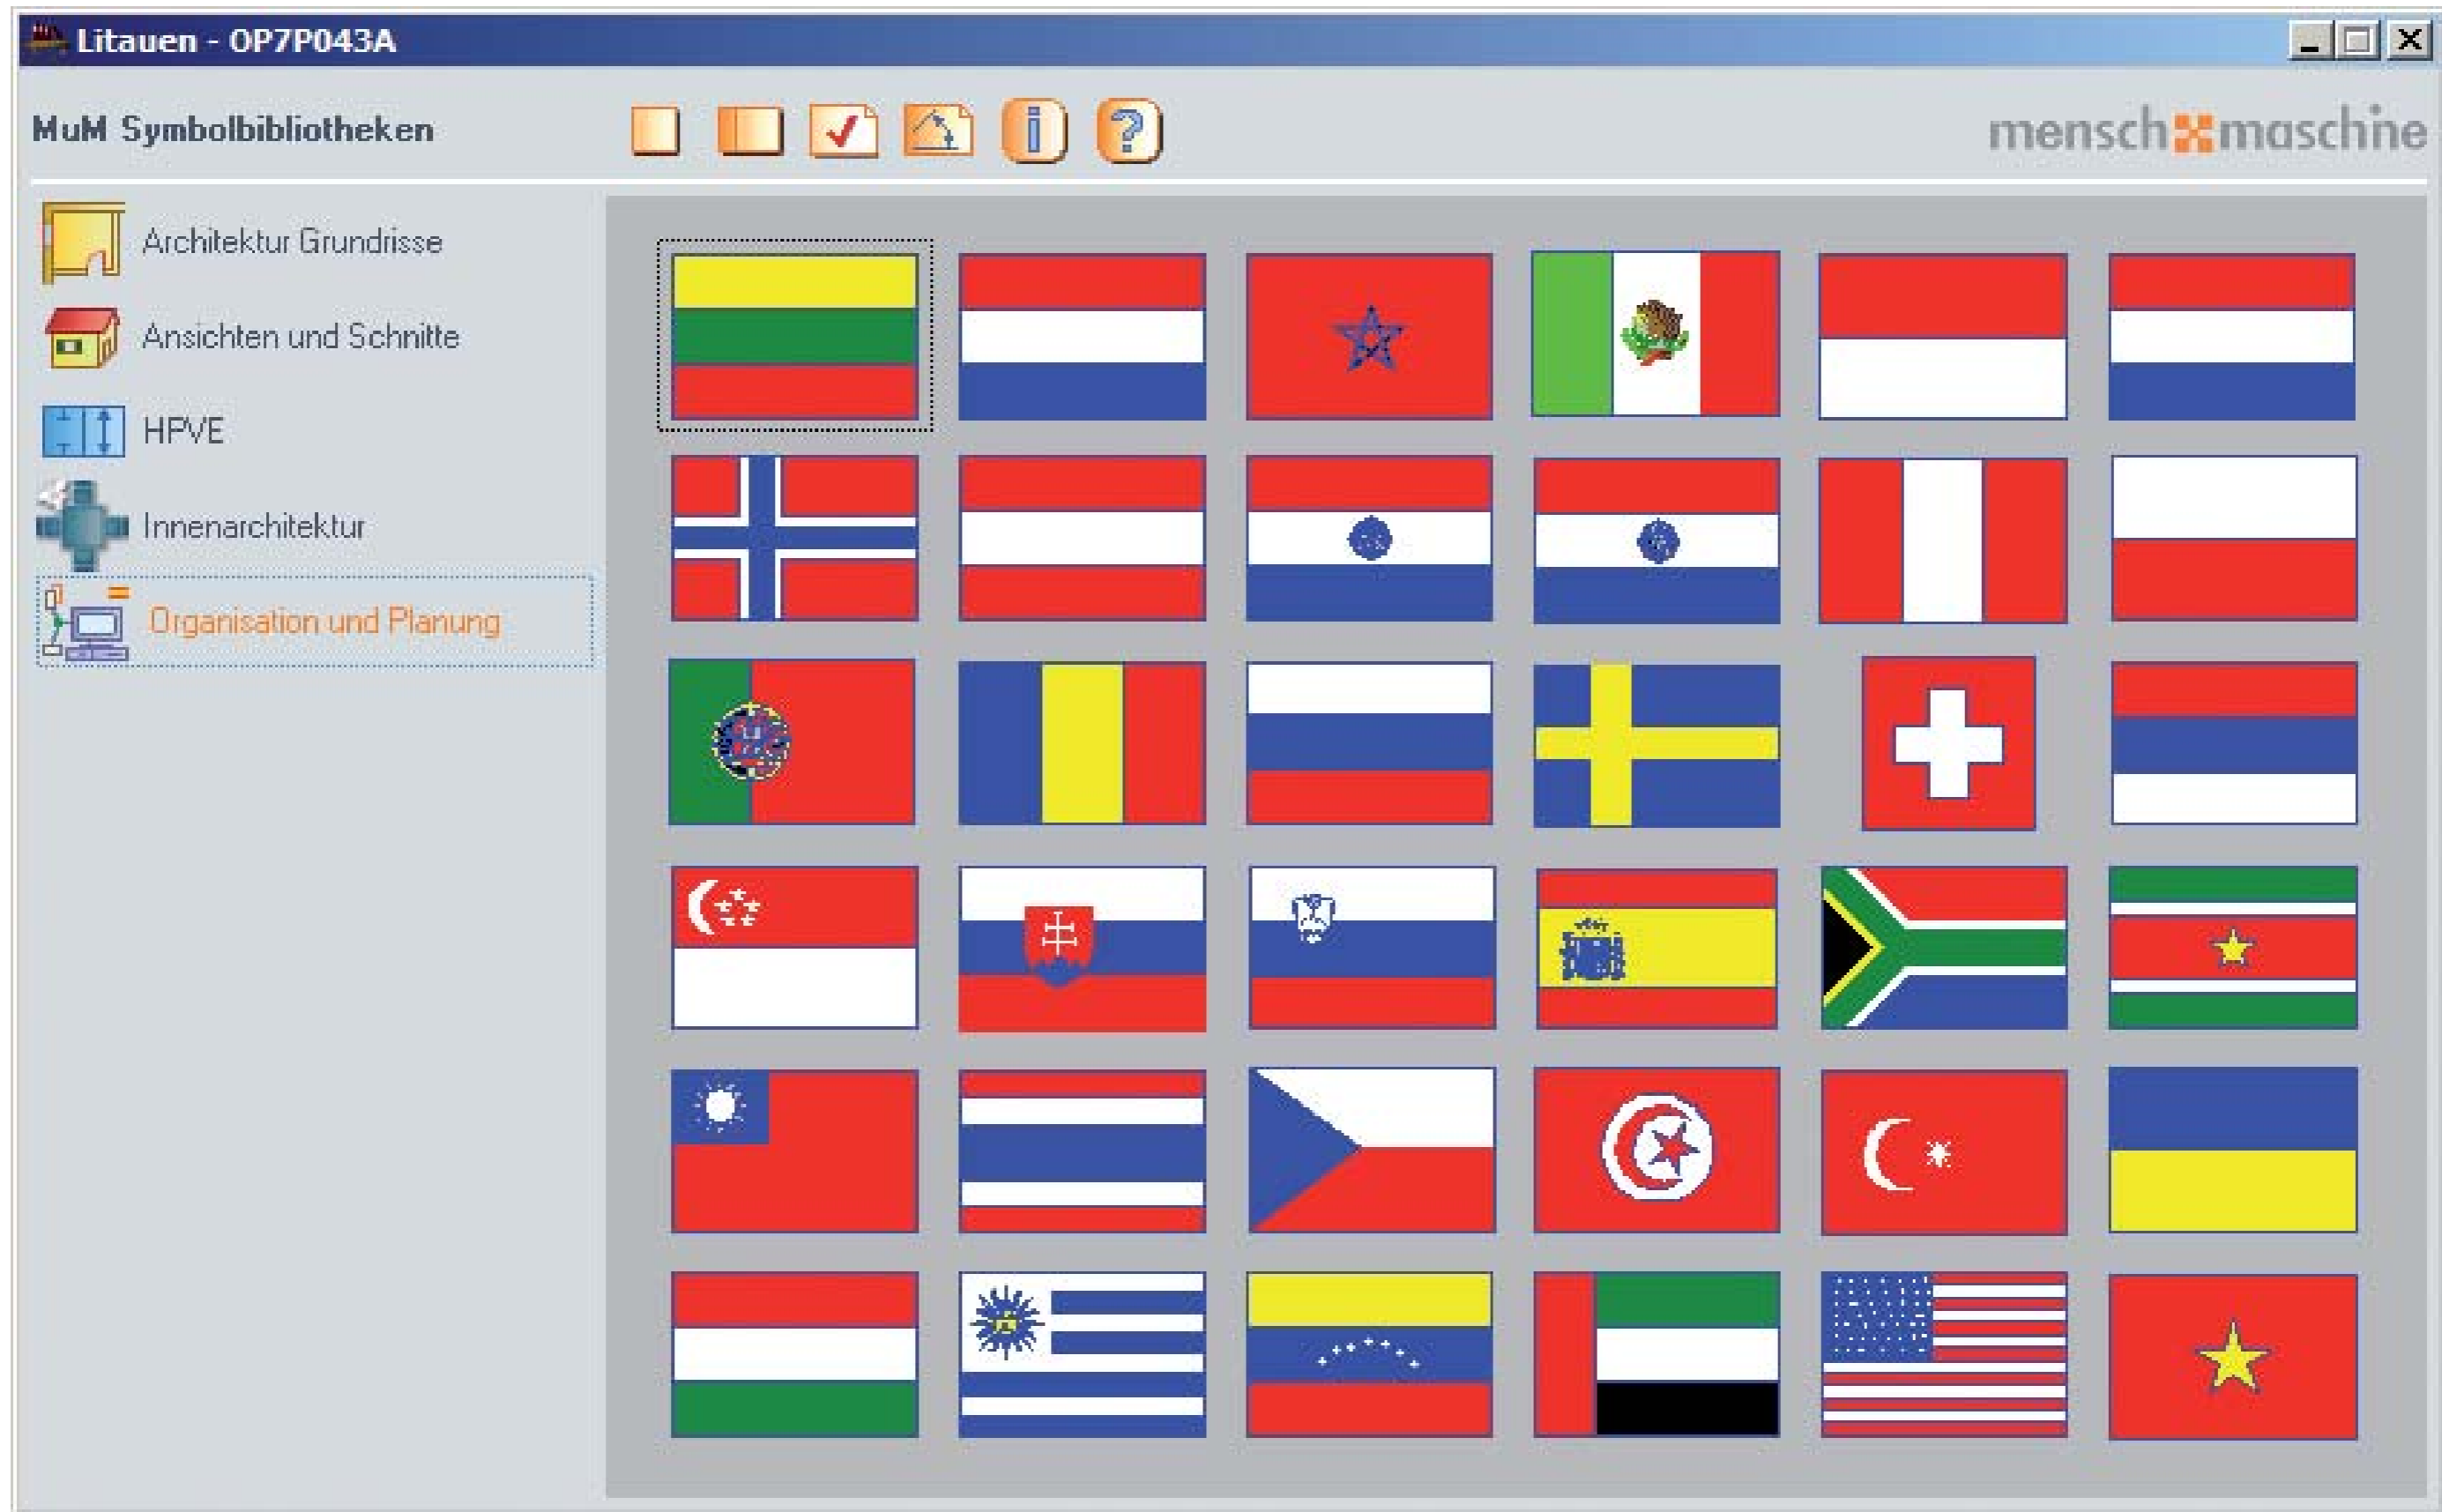 Litauen - OP7P043A
MuM Symbolbibliotheken
mensch maschine
Architektur Grundrisse
Ansichten und Schnitte
HPVE
Innenarchitektur
Organisation und Planung